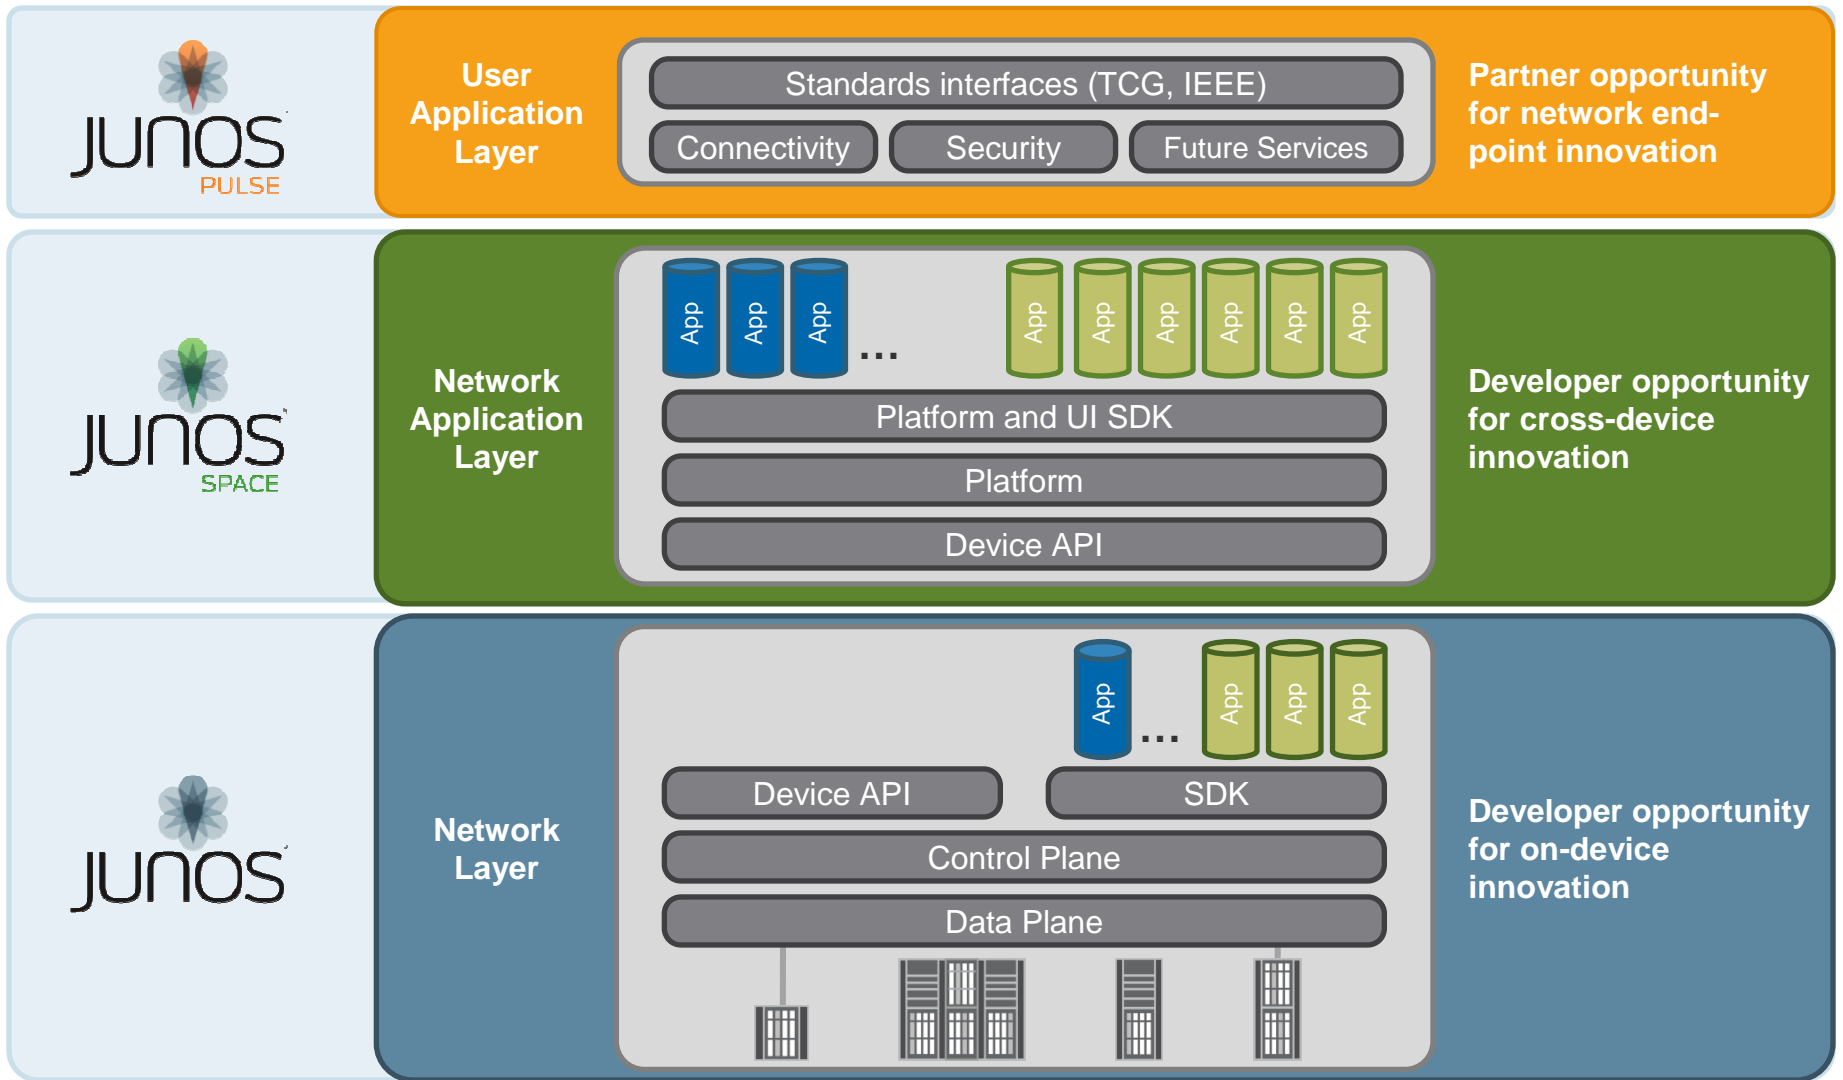 JUNOS
PULSE
User
Application
Layer
Standards interfaces (TCG, IEEE)
Connectivity
Security
Future Services
Partner opportunity
for network end-
point innovation
JUNOS
SPACE
Network
Application
Layer
App
App
App
...
App
App
App
App
App
App
Platform and UI SDK
Platform
Device API
Developer opportunity
for cross-device
innovation
JUNOS
Network
Layer
App
...
App
App
App
Device API
SDK
Control Plane
Data Plane
Developer opportunity
for on-device
innovation